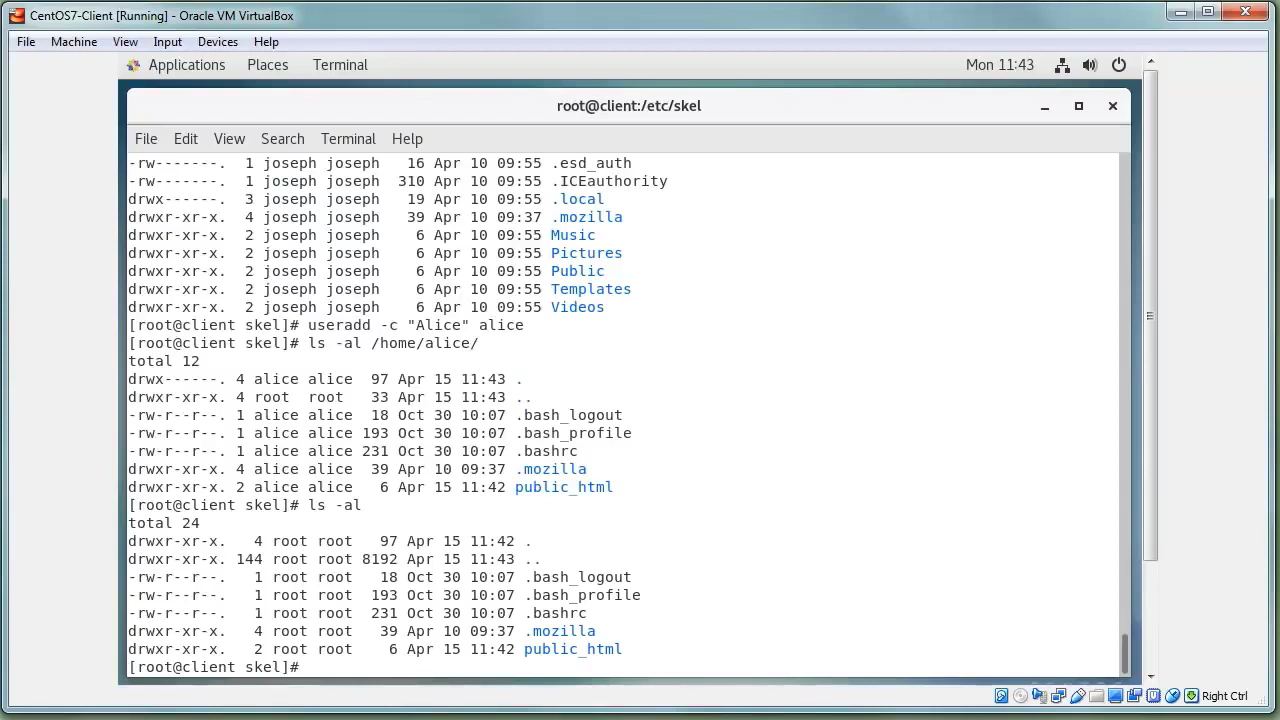 CentOS7-Client [Running] - Oracle VM VirtualBox
File Machine View Input Devices Help
Applications Places Terminal Mon 11:43
root@client:/etc/skel
File Edit View Search Terminal Help
-rw-------.  1 joseph joseph   16 Apr 10 09:55 .esd_auth
-rw-------.  1 joseph joseph  310 Apr 10 09:55 .ICEauthority
drwx------.  3 joseph joseph   19 Apr 10 09:55 .local
drwxr-xr-x.  4 joseph joseph   39 Apr 10 09:37 .mozilla
drwxr-xr-x.  2 joseph joseph    6 Apr 10 09:55 Music
drwxr-xr-x.  2 joseph joseph    6 Apr 10 09:55 Pictures
drwxr-xr-x.  2 joseph joseph    6 Apr 10 09:55 Public
drwxr-xr-x.  2 joseph joseph    6 Apr 10 09:55 Templates
drwxr-xr-x.  2 joseph joseph    6 Apr 10 09:55 Videos
[root@client skel]# useradd -c "Alice" alice
[root@client skel]# ls -al /home/alice/
total 12
drwx------. 4 alice alice  97 Apr 15 11:43 .
drwxr-xr-x. 4 root  root   33 Apr 15 11:43 ..
-rw-r--r--. 1 alice alice  18 Oct 30 10:07 .bash_logout
-rw-r--r--. 1 alice alice 193 Oct 30 10:07 .bash_profile
-rw-r--r--. 1 alice alice 231 Oct 30 10:07 .bashrc
drwxr-xr-x. 4 alice alice  39 Apr 10 09:37 .mozilla
drwxr-xr-x. 2 alice alice   6 Apr 15 11:42 public_html
[root@client skel]# ls -al
total 24
drwxr-xr-x.   4 root root   97 Apr 15 11:42 .
drwxr-xr-x. 144 root root 8192 Apr 15 11:43 ..
-rw-r--r--.   1 root root   18 Oct 30 10:07 .bash_logout
-rw-r--r--.   1 root root  193 Oct 30 10:07 .bash_profile
-rw-r--r--.   1 root root  231 Oct 30 10:07 .bashrc
drwxr-xr-x.   4 root root   39 Apr 10 09:37 .mozilla
drwxr-xr-x.   2 root root    6 Apr 15 11:42 public_html
[root@client skel]#
Right Ctrl